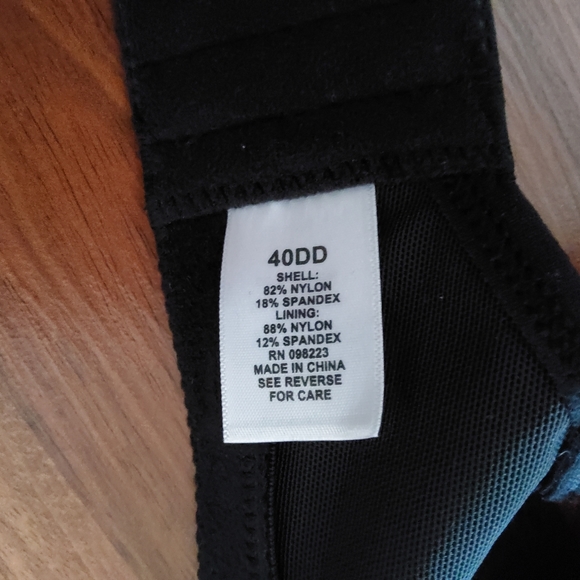 40DD
SHELL:
82% NYLON
18% SPANDEX
LINING:
88% NYLON
12% SPANDEX
RN 098223
MADE IN CHINA
SEE REVERSE
FOR CARE